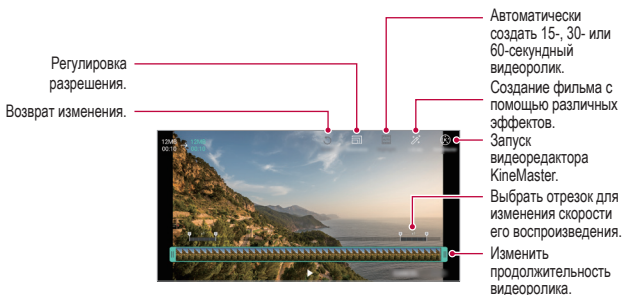 Регулировка
разрешения.
Возврат изменения.
Автоматически
создать 15-, 30- или
60-секундный
видеоролик.
Создание фильма с
помощью различных
эффектов.
Запуск
видеоредактора
KineMaster.
Выбрать отрезок для
изменения скорости
его воспроизведения.
Изменить
продолжительность
видеоролика.